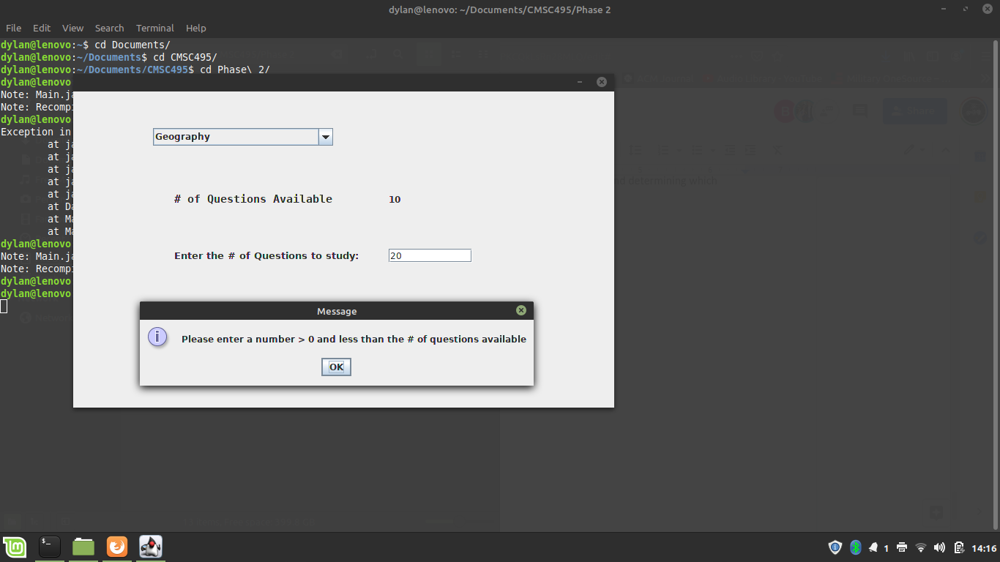 dylan@lenovo: ~/Documents/CMSC495/Phase 2
File Edit View Search Terminal Help
dylan@lenovo:~$ cd Documents/
dylan@lenovo:~/Documents$ cd CMSC495/
dylan@lenovo:~/Documents/CMSC495$ cd Phase\ 2/
dylan@lenovo
Note: Main.ja
Note: Recompi
dylan@lenovo
Exception in
at ja
at ja
at ja
at ja
at ja
at Da
at Ma
at Ma
dylan@lenovo
Note: Main.ja
Note: Recompi
dylan@lenovo
dylan@lenovo
Geography
# of Questions Available 10
Enter the # of Questions to study: 20
Message
i
Please enter a number > 0 and less than the # of questions available
OK
nd determining which
Share
1 14:16